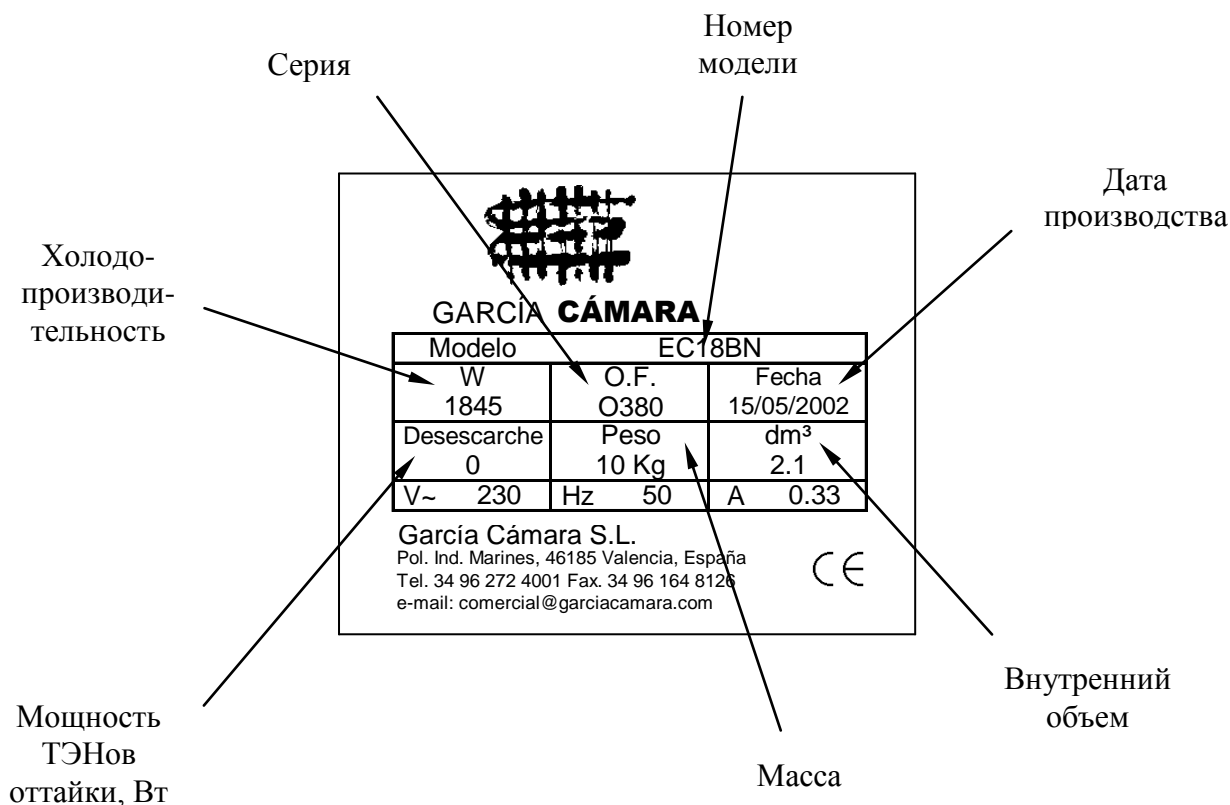 Номер
модели
Серия
Дата
производства
Холодо-
производи-
тельность
GARCÍA CÁMARA
Modelo EC18BN
W O.F. Fecha
1845 O380 15/05/2002
Desescarche Peso dm³
0 10 Kg 2.1
V~ 230 Hz 50 A 0.33
García Cámara S.L.
Pol. Ind. Marines, 46185 Valencia, España
Tel. 34 96 272 4001 Fax. 34 96 164 8126
e-mail: comercial@garciacamara.com
CE
Внутренний
объем
Мощность
ТЭНов
оттайки, Вт
Масса